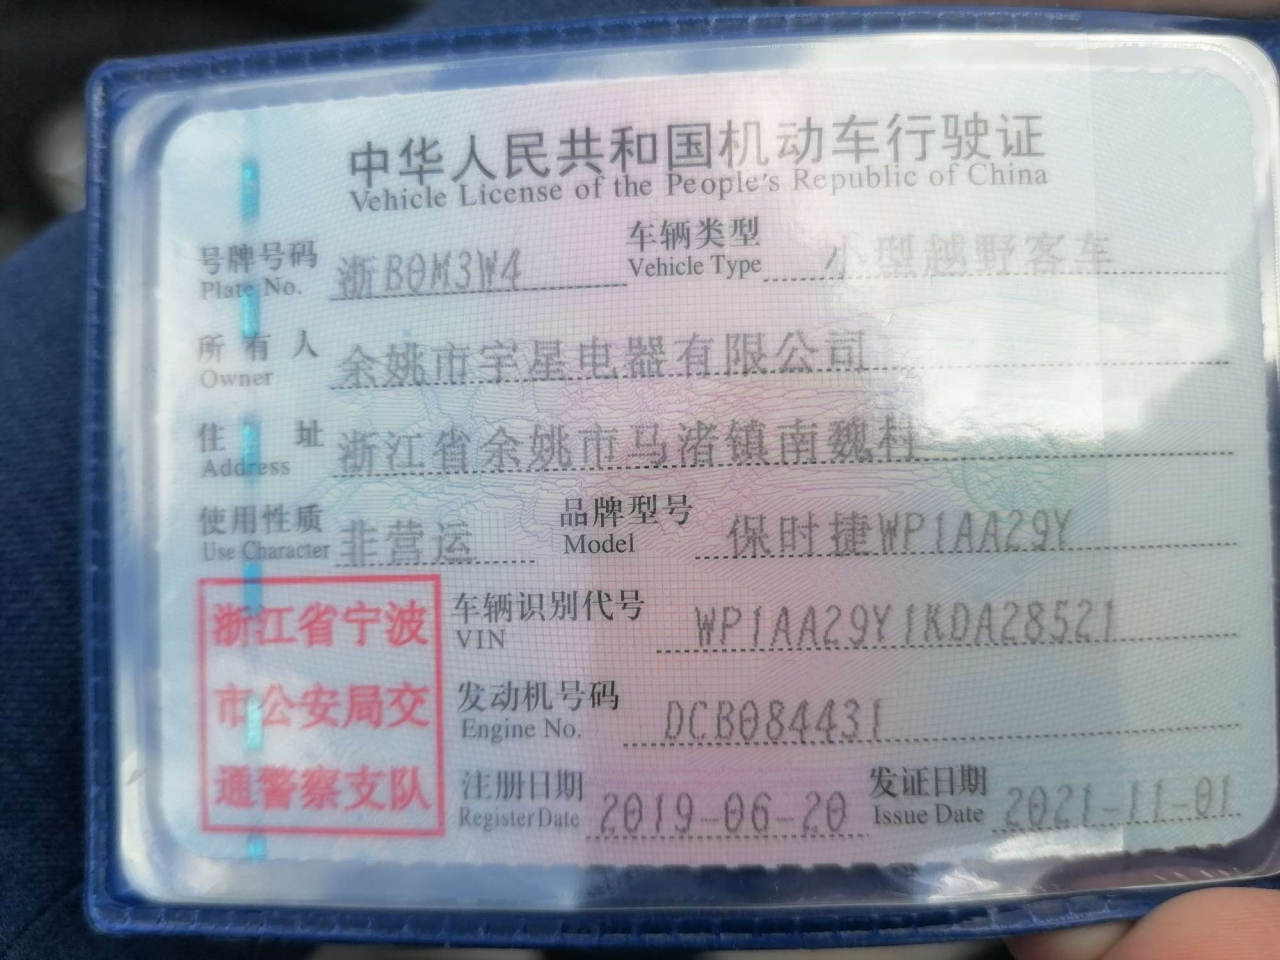 中华人民共和国机动车行驶证
Vehicle License of the People's Republic of China
号牌号码 浙B0M3W4 车辆类型 小型越野客车
Plate No. Vehicle Type
所有人 余姚市宇星电器有限公司
Owner
住址 浙江省余姚市马渚镇南魏村
Address
使用性质 非营运 品牌型号 保时捷WP1AA29Y
Use Character Model
车辆识别代号 WP1AA29Y1KDA28521
VIN
发动机号码 DCB084431
Engine No.
注册日期 2019-06-20 发证日期 2021-11-01
Register Date Issue Date
浙江省宁波
市公安局交
通警察支队